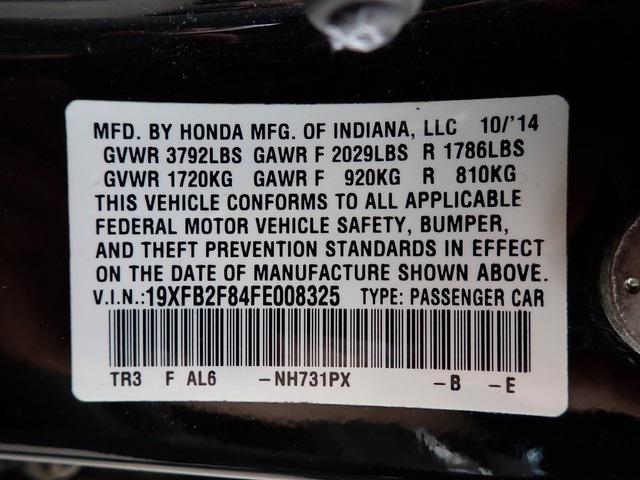 MFD. BY HONDA MFG. OF INDIANA, LLC 10/'14
GVWR 3792LBS GAWR F 2029LBS R 1786LBS
GVWR 1720KG GAWR F 920KG R 810KG
THIS VEHICLE CONFORMS TO ALL APPLICABLE
FEDERAL MOTOR VEHICLE SAFETY, BUMPER,
AND THEFT PREVENTION STANDARDS IN EFFECT
ON THE DATE OF MANUFACTURE SHOWN ABOVE.
V.I.N.:19XFB2F84FE008325 TYPE: PASSENGER CAR
TR3 F AL6 -NH731PX -B -E